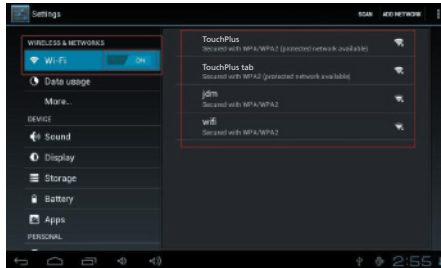 Settings
SCAN ADD NETWORK
WIRELESS & NETWORKS
Wi-Fi
ON
Data usage
More...
DEVICE
Sound
Display
Storage
Battery
Apps
PERSONAL
TouchPlus
Secured with WPA/WPA2 (protected network available)
TouchPlus tab
Secured with WPA2 (protected network available)
jdm
Secured with WPA/WPA2
wifi
Secured with WPA/WPA2
2:55